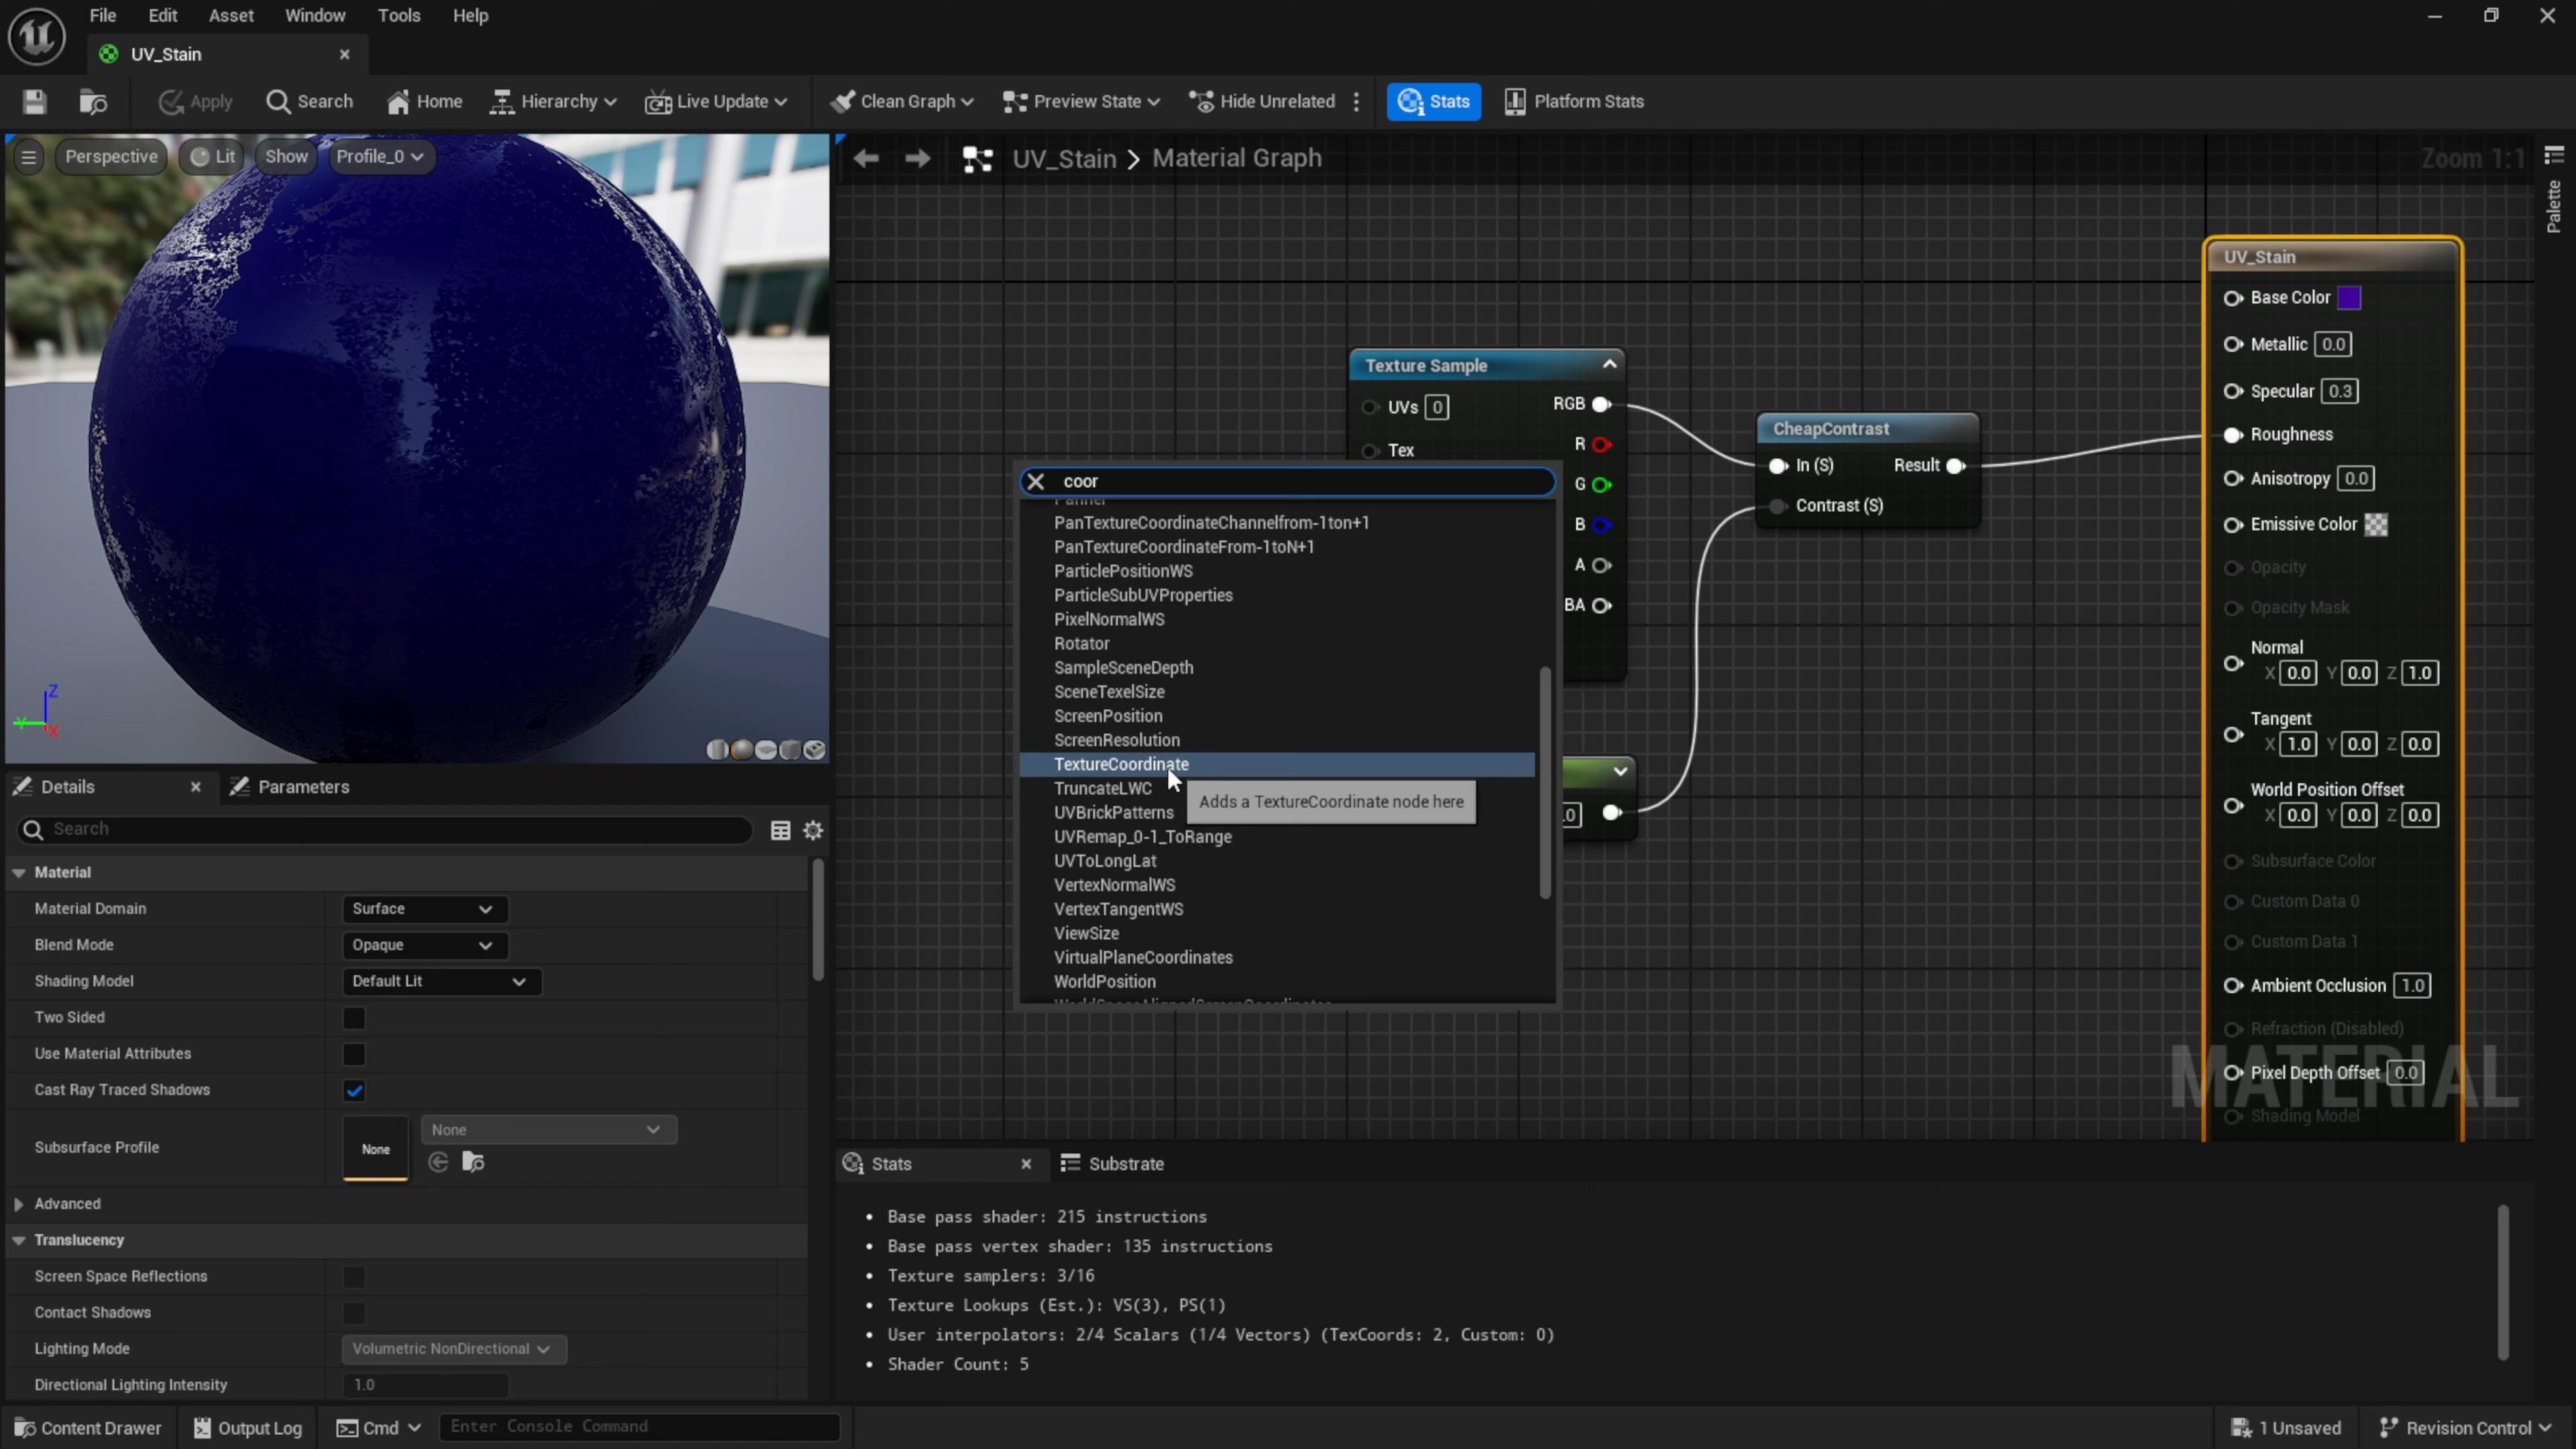 File Edit Asset Window Tools Help
UV_Stain
Apply Search Home Hierarchy Live Update Clean Graph Preview State Hide Unrelated Stats Platform Stats
Perspective Lit Show Profile_0
UV_Stain > Material Graph
Zoom 1:1
Palette
Z
Y
X
Texture Sample
UVs 0
Tex
RGB
R
G
B
A
BA
coor
PanTextureCoordinateChannelfrom-1ton+1
PanTextureCoordinateFrom-1toN+1
ParticlePositionWS
ParticleSubUVProperties
PixelNormalWS
Rotator
SampleSceneDepth
SceneTexelSize
ScreenPosition
ScreenResolution
TextureCoordinate
TruncateLWC
UVBrickPatterns
UVRemap_0-1_ToRange
UVToLongLat
VertexNormalWS
VertexTangentWS
ViewSize
VirtualPlaneCoordinates
WorldPosition
Adds a TextureCoordinate node here
.0
CheapContrast
In (S) Result
Contrast (S)
UV_Stain
Base Color
Metallic 0.0
Specular 0.3
Roughness
Anisotropy 0.0
Emissive Color
Opacity
Opacity Mask
Normal
X 0.0 Y 0.0 Z 1.0
Tangent
X 1.0 Y 0.0 Z 0.0
World Position Offset
X 0.0 Y 0.0 Z 0.0
Subsurface Color
Custom Data 0
Custom Data 1
Ambient Occlusion 1.0
Refraction (Disabled)
Pixel Depth Offset 0.0
Shading Model
MATERIAL
Details Parameters
Search
Material
Material Domain Surface
Blend Mode Opaque
Shading Model Default Lit
Two Sided
Use Material Attributes
Cast Ray Traced Shadows
Subsurface Profile None None
Advanced
Translucency
Screen Space Reflections
Contact Shadows
Lighting Mode Volumetric NonDirectional
Directional Lighting Intensity 1.0
Stats Substrate
• Base pass shader: 215 instructions
• Base pass vertex shader: 135 instructions
• Texture samplers: 3/16
• Texture Lookups (Est.): VS(3), PS(1)
• User interpolators: 2/4 Scalars (1/4 Vectors) (TexCoords: 2, Custom: 0)
• Shader Count: 5
Content Drawer Output Log Cmd Enter Console Command 1 Unsaved Revision Control